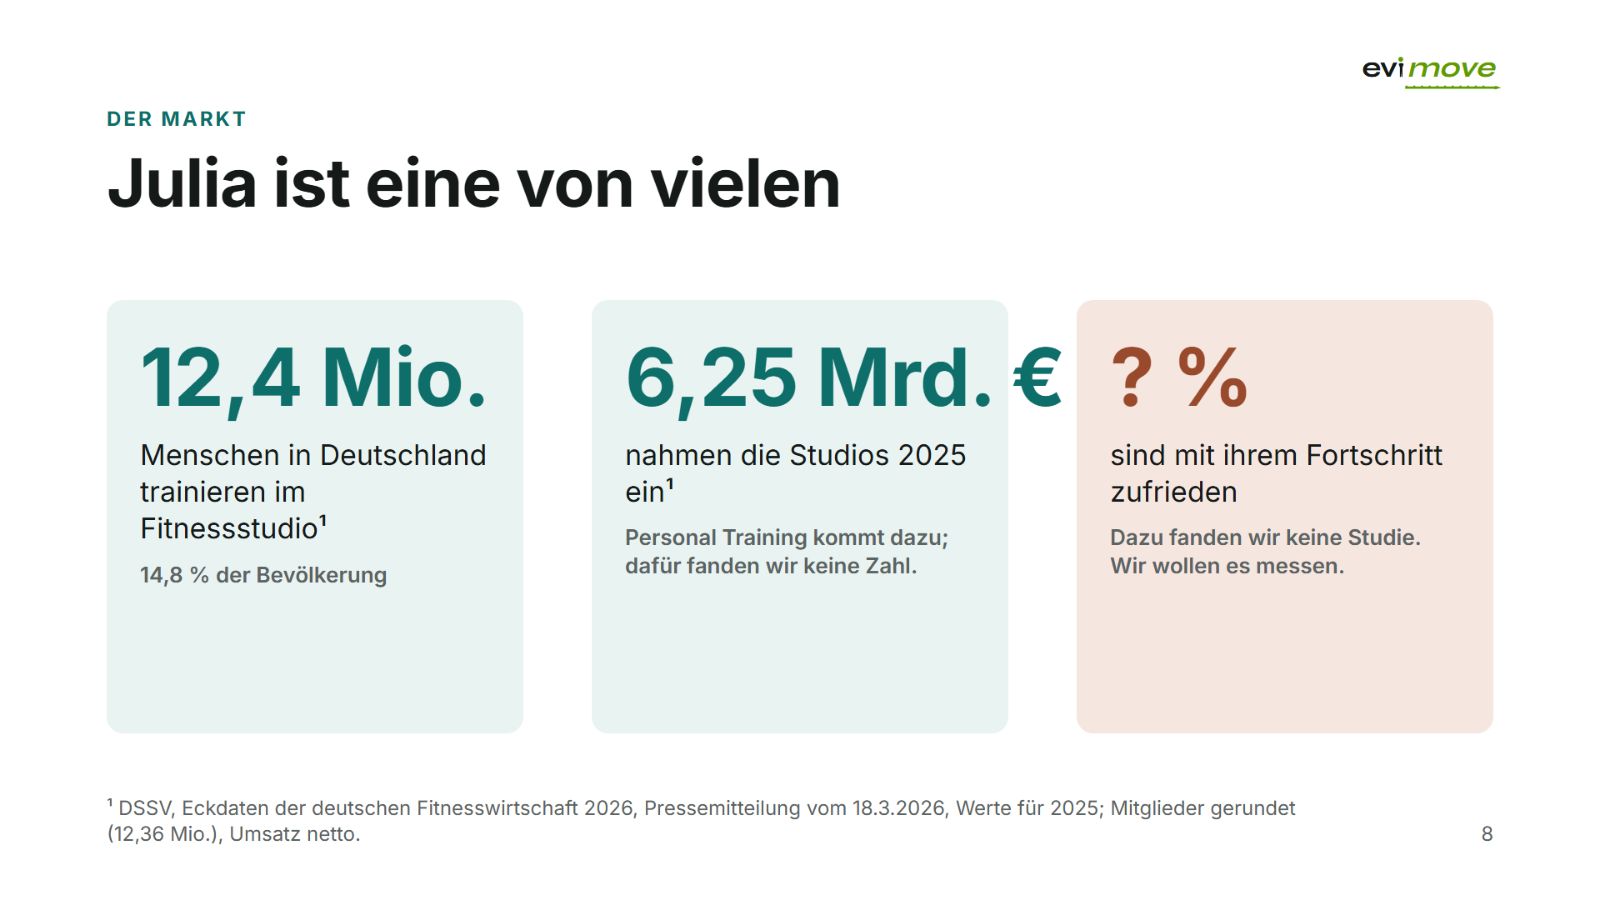 evimove
DER MARKT
Julia ist eine von vielen
12,4 Mio.
Menschen in Deutschland
trainieren im
Fitnessstudio¹
14,8 % der Bevölkerung
6,25 Mrd. €
nahmen die Studios 2025
ein¹
Personal Training kommt dazu;
dafür fanden wir keine Zahl.
? %
sind mit ihrem Fortschritt
zufrieden
Dazu fanden wir keine Studie.
Wir wollen es messen.
¹ DSSV, Eckdaten der deutschen Fitnesswirtschaft 2026, Pressemitteilung vom 18.3.2026, Werte für 2025; Mitglieder gerundet
(12,36 Mio.), Umsatz netto.
8